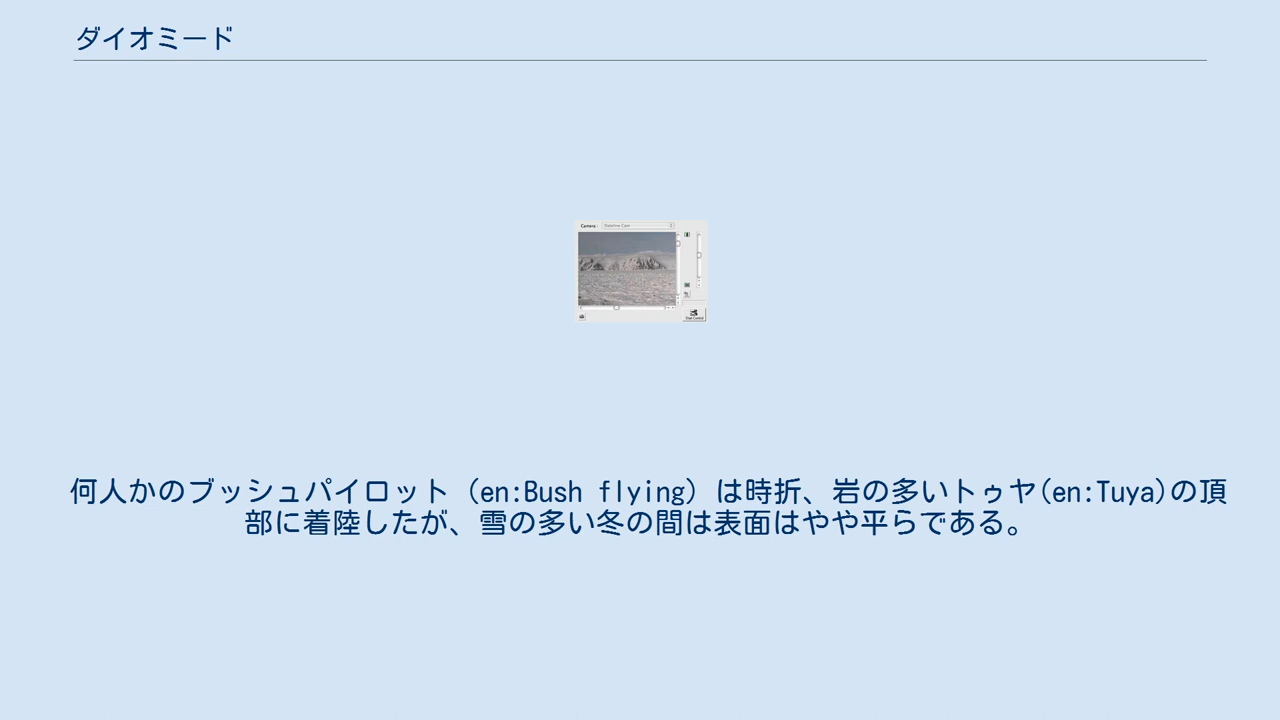 ダイオミード
Camera:
何人かのブッシュパイロット (en:Bush flying) は時折、岩の多いトゥヤ(en:Tuya)の頂
部に着陸したが、雪の多い冬の間は表面はやや平らである。